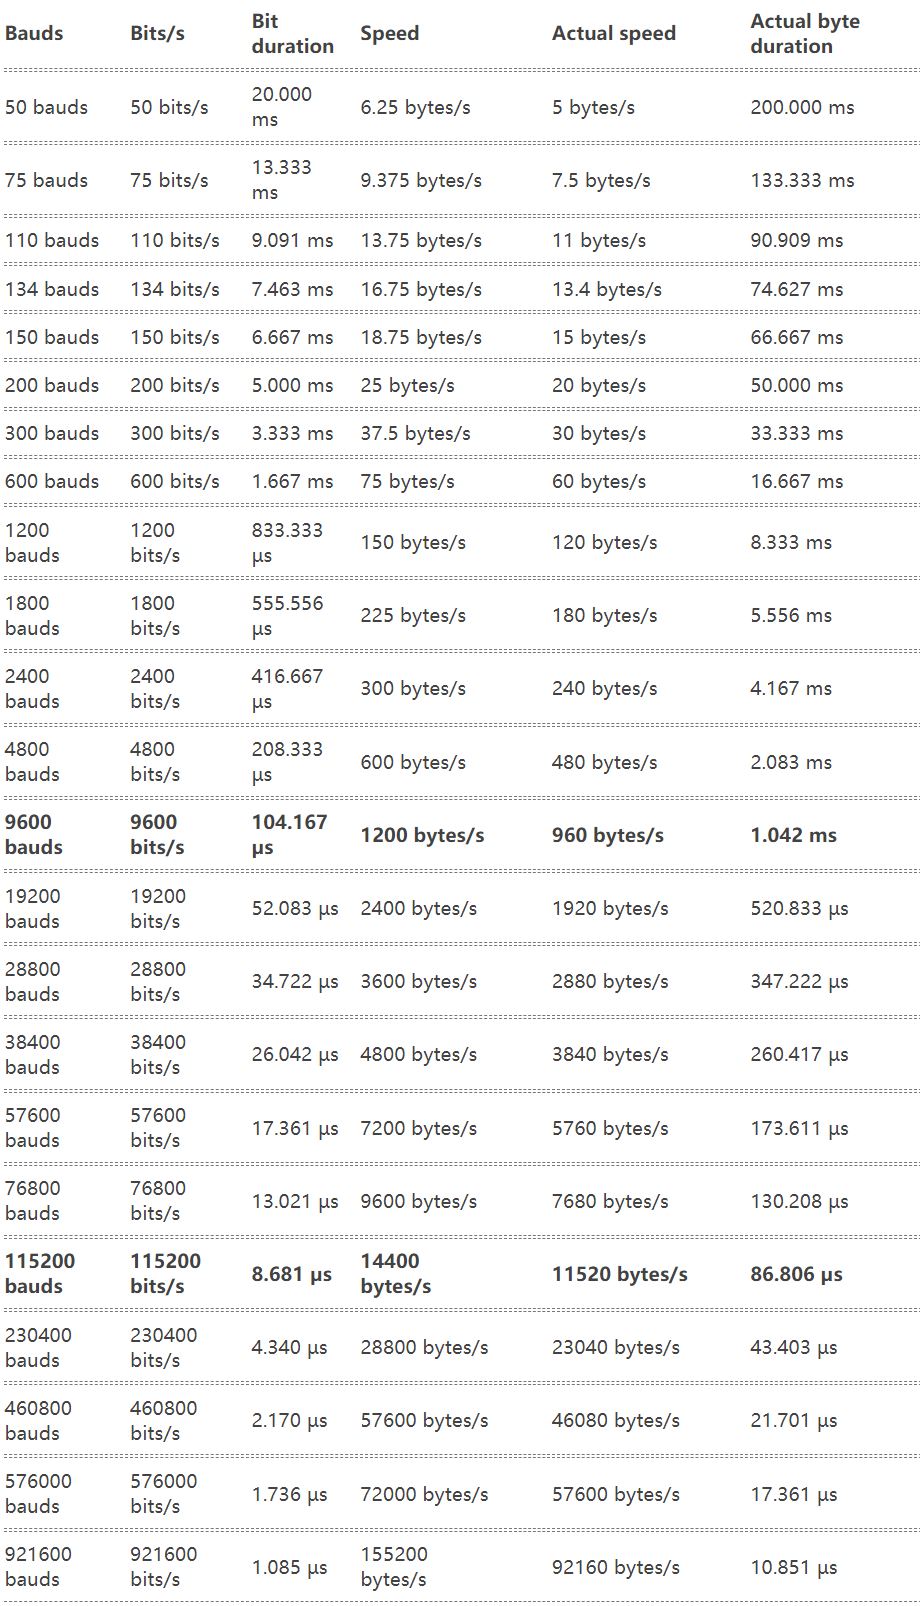 Bauds Bits/s Bit duration Speed Actual speed Actual byte duration
50 bauds 50 bits/s 20.000 ms 6.25 bytes/s 5 bytes/s 200.000 ms
75 bauds 75 bits/s 13.333 ms 9.375 bytes/s 7.5 bytes/s 133.333 ms
110 bauds 110 bits/s 9.091 ms 13.75 bytes/s 11 bytes/s 90.909 ms
134 bauds 134 bits/s 7.463 ms 16.75 bytes/s 13.4 bytes/s 74.627 ms
150 bauds 150 bits/s 6.667 ms 18.75 bytes/s 15 bytes/s 66.667 ms
200 bauds 200 bits/s 5.000 ms 25 bytes/s 20 bytes/s 50.000 ms
300 bauds 300 bits/s 3.333 ms 37.5 bytes/s 30 bytes/s 33.333 ms
600 bauds 600 bits/s 1.667 ms 75 bytes/s 60 bytes/s 16.667 ms
1200 bauds 1200 bits/s 833.333 µs 150 bytes/s 120 bytes/s 8.333 ms
1800 bauds 1800 bits/s 555.556 µs 225 bytes/s 180 bytes/s 5.556 ms
2400 bauds 2400 bits/s 416.667 µs 300 bytes/s 240 bytes/s 4.167 ms
4800 bauds 4800 bits/s 208.333 µs 600 bytes/s 480 bytes/s 2.083 ms
9600 bauds 9600 bits/s 104.167 µs 1200 bytes/s 960 bytes/s 1.042 ms
19200 bauds 19200 bits/s 52.083 µs 2400 bytes/s 1920 bytes/s 520.833 µs
28800 bauds 28800 bits/s 34.722 µs 3600 bytes/s 2880 bytes/s 347.222 µs
38400 bauds 38400 bits/s 26.042 µs 4800 bytes/s 3840 bytes/s 260.417 µs
57600 bauds 57600 bits/s 17.361 µs 7200 bytes/s 5760 bytes/s 173.611 µs
76800 bauds 76800 bits/s 13.021 µs 9600 bytes/s 7680 bytes/s 130.208 µs
115200 bauds 115200 bits/s 8.681 µs 14400 bytes/s 11520 bytes/s 86.806 µs
230400 bauds 230400 bits/s 4.340 µs 28800 bytes/s 23040 bytes/s 43.403 µs
460800 bauds 460800 bits/s 2.170 µs 57600 bytes/s 46080 bytes/s 21.701 µs
576000 bauds 576000 bits/s 1.736 µs 72000 bytes/s 57600 bytes/s 17.361 µs
921600 bauds 921600 bits/s 1.085 µs 155200 bytes/s 92160 bytes/s 10.851 µs